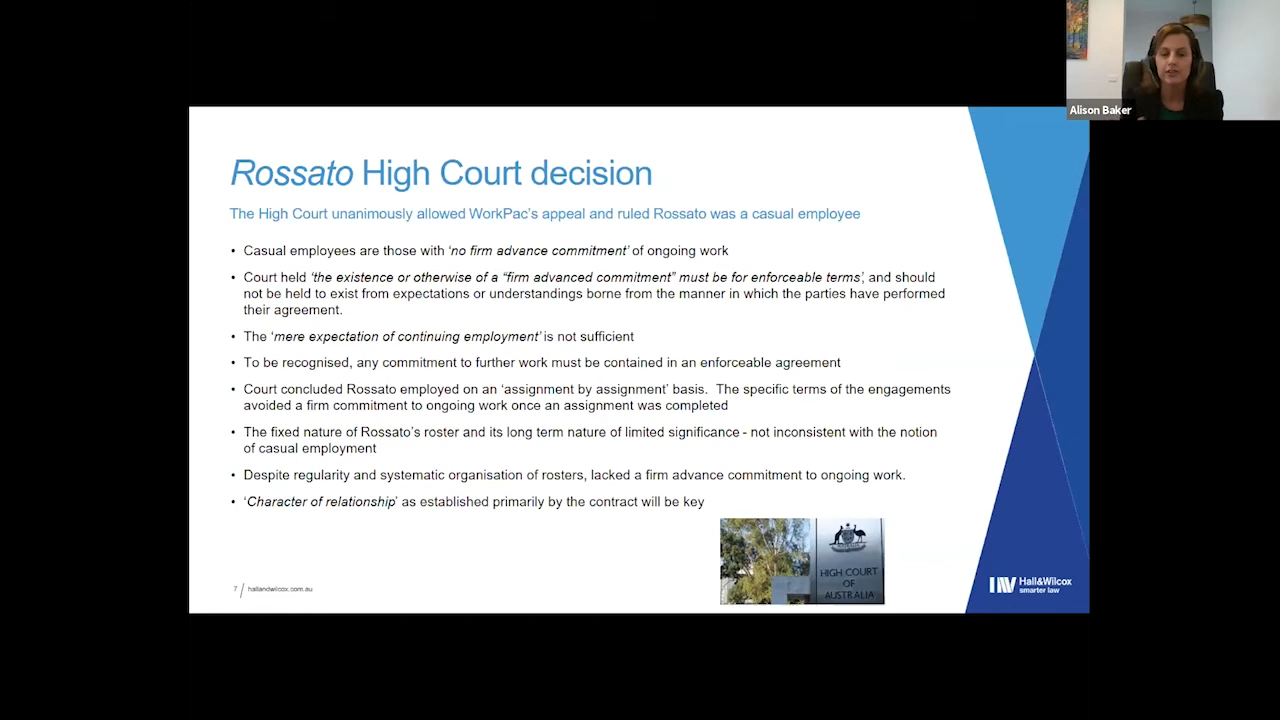 Alison Baker
Rossato High Court decision
The High Court unanimously allowed WorkPac's appeal and ruled Rossato was a casual employee
• Casual employees are those with 'no firm advance commitment' of ongoing work
• Court held 'the existence or otherwise of a "firm advanced commitment" must be for enforceable terms', and should
not be held to exist from expectations or understandings borne from the manner in which the parties have performed
their agreement.
• The 'mere expectation of continuing employment' is not sufficient
• To be recognised, any commitment to further work must be contained in an enforceable agreement
• Court concluded Rossato employed on an 'assignment by assignment' basis. The specific terms of the engagements
avoided a firm commitment to ongoing work once an assignment was completed
• The fixed nature of Rossato's roster and its long term nature of limited significance - not inconsistent with the notion
of casual employment
• Despite regularity and systematic organisation of rosters, lacked a firm advance commitment to ongoing work.
• 'Character of relationship' as established primarily by the contract will be key
HIGH COURT
OF
AUSTRALIA
7 / hallandwilcox.com.au
Hall&Wilcox
smarter law